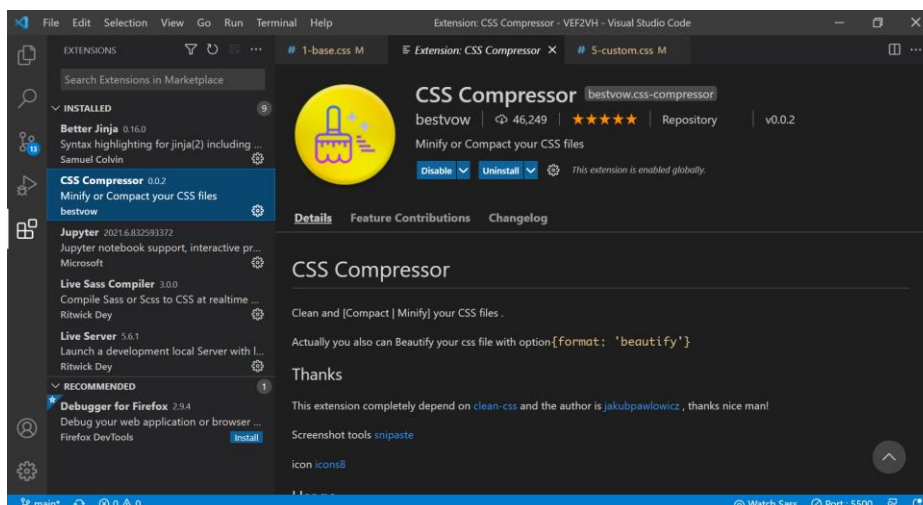 File Edit Selection View Go Run Terminal Help Extension: CSS Compressor - VEF2VH - Visual Studio Code
EXTENSIONS
Search Extensions in Marketplace
INSTALLED 9
Better Jinja 0.16.0
Syntax highlighting for jinja(2) including ...
Samuel Colvin
CSS Compressor 0.0.2
Minify or Compact your CSS files
bestvow
Jupyter 2021.6.832593372
Jupyter notebook support, interactive pr...
Microsoft
Live Sass Compiler 3.0.0
Compile Sass or Scss to CSS at realtime ...
Ritwick Dey
Live Server 5.6.1
Launch a development local Server with l...
Ritwick Dey
RECOMMENDED 1
Debugger for Firefox 2.9.4
Debug your web application or browser ...
Firefox DevTools Install
13
# 1-base.css M Extension: CSS Compressor # 5-custom.css M
CSS Compressor bestvow.css-compressor
bestvow 46,249 Repository v0.0.2
Minify or Compact your CSS files
Disable Uninstall This extension is enabled globally.
Details Feature Contributions Changelog
CSS Compressor
Clean and [Compact | Minify] your CSS files .
Actually you also can Beautify your css file with option{format: 'beautify'}
Thanks
This extension completely depend on clean-css and the author is jakubpawlowicz , thanks nice man!
Screenshot tools snipaste
icon icons8
main* 0 0 Watch Sass Port : 5500